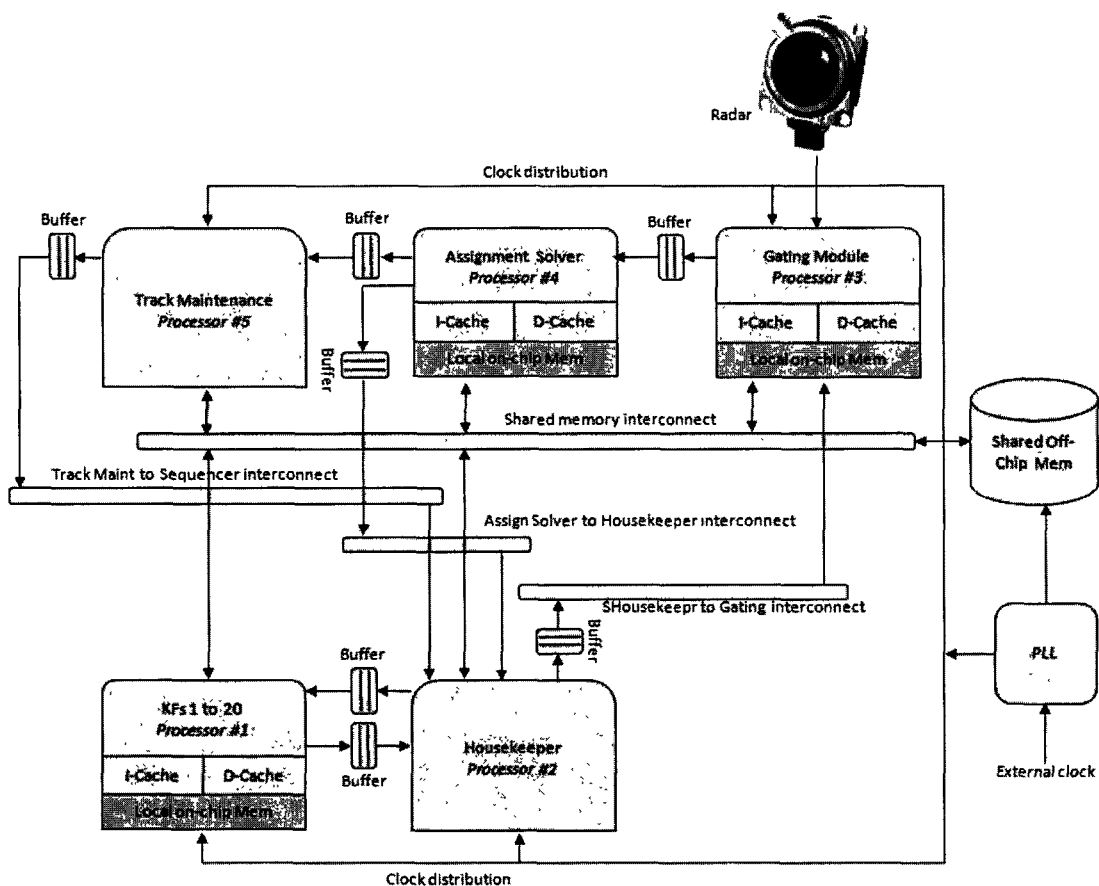 Radar
Clock distribution
Buffer
Buffer
Buffer
Track Maintenance
Processor #5
Assignment Solver
Processor #4
I-Cache
D-Cache
Local on-chip Mem
Gating Module
Processor #3
I-Cache
D-Cache
Local on-chip Mem
Buffer
Shared memory interconnect
Shared Off-
Chip Mem
Track Maint to Sequencer interconnect
Assign Solver to Housekeeper interconnect
SHousekeepr to Gating interconnect
Buffer
PLL
External clock
Buffer
KFs 1 to 20
Processor #1
I-Cache
D-Cache
Local on-chip Mem
Buffer
Housekeeper
Processor #2
Clock distribution